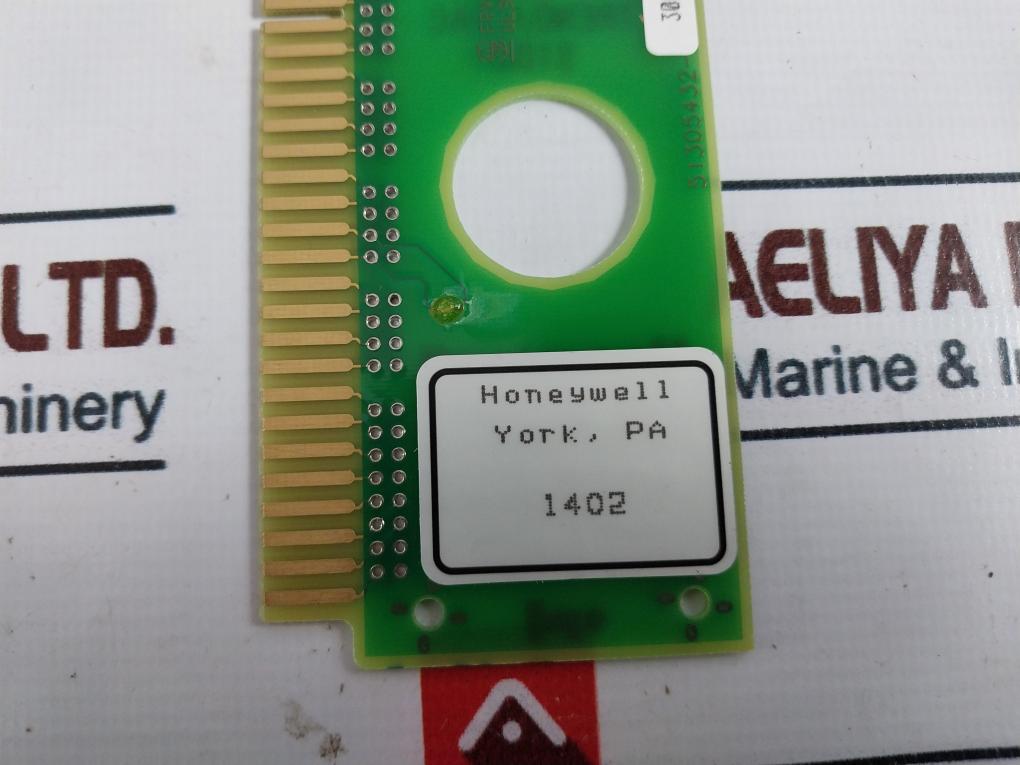 30
51305432-
LTD.
AELIYA
hinery
Marine & I
Honeywell
York, PA
1402